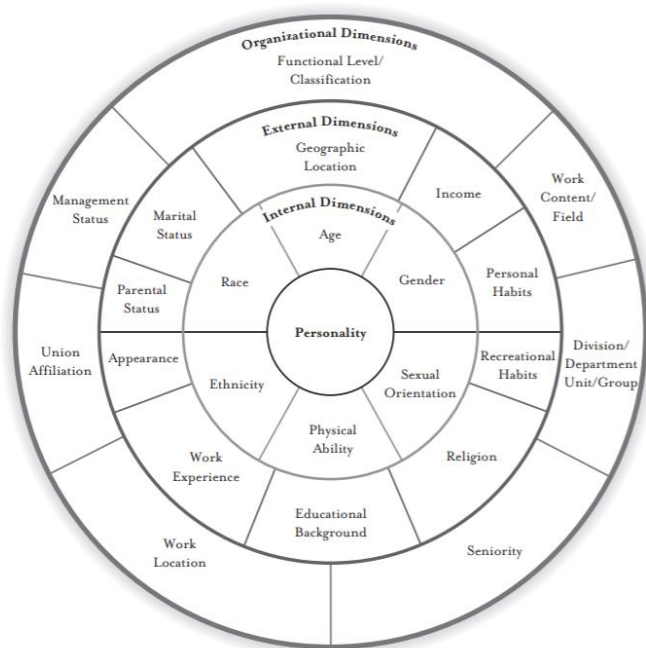 Organizational Dimensions
Functional Level/
Classification
External Dimensions
Geographic
Location
Income
Work
Content/
Field
Management
Status
Marital
Status
Internal Dimensions
Age
Race
Gender
Personal
Habits
Parental
Status
Personality
Union
Affiliation
Appearance
Ethnicity
Sexual
Orientation
Recreational
Habits
Division/
Department
Unit/Group
Physical
Ability
Work
Experience
Religion
Educational
Background
Work
Location
Seniority